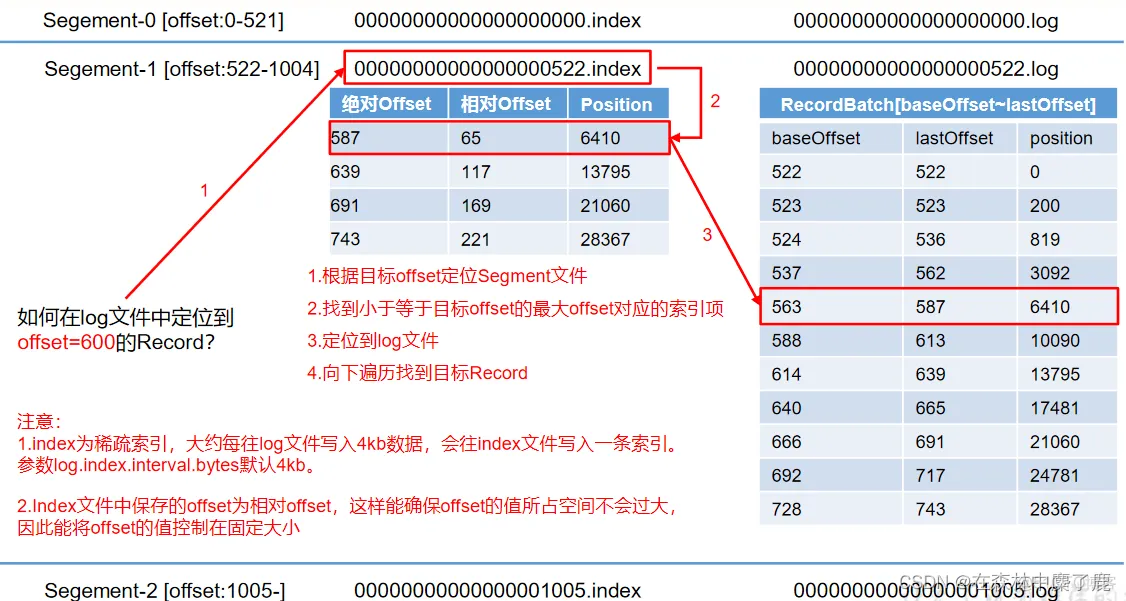 Segement-0 [offset:0-521] 00000000000000000000.index 00000000000000000000.log
Segement-1 [offset:522-1004] 00000000000000000522.index 00000000000000000522.log
绝对Offset 相对Offset Position
587 65 6410
639 117 13795
691 169 21060
743 221 28367
2
1
3
RecordBatch[baseOffset~lastOffset]
baseOffset lastOffset position
522 522 0
523 523 200
524 536 819
537 562 3092
563 587 6410
588 613 10090
614 639 13795
640 665 17481
666 691 21060
692 717 24781
728 743 28367
如何在log文件中定位到
offset=600的Record?
1.根据目标offset定位Segment文件
2.找到小于等于目标offset的最大offset对应的索引项
3.定位到log文件
4.向下遍历找到目标Record
注意：
1.index为稀疏索引，大约每往log文件写入4kb数据，会往index文件写入一条索引。
参数log.index.interval.bytes默认4kb。
2.Index文件中保存的offset为相对offset，这样能确保offset的值所占空间不会过大，
因此能将offset的值控制在固定大小
Segement-2 [offset:1005-] 00000000000000001005.index 00000000000000001005.log
CSDN @在森林中麋了鹿